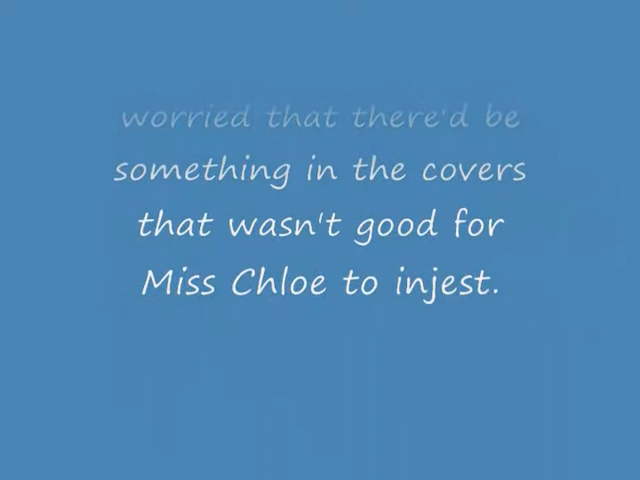 worried that there'd be
something in the covers
that wasn't good for
Miss Chloe to injest.